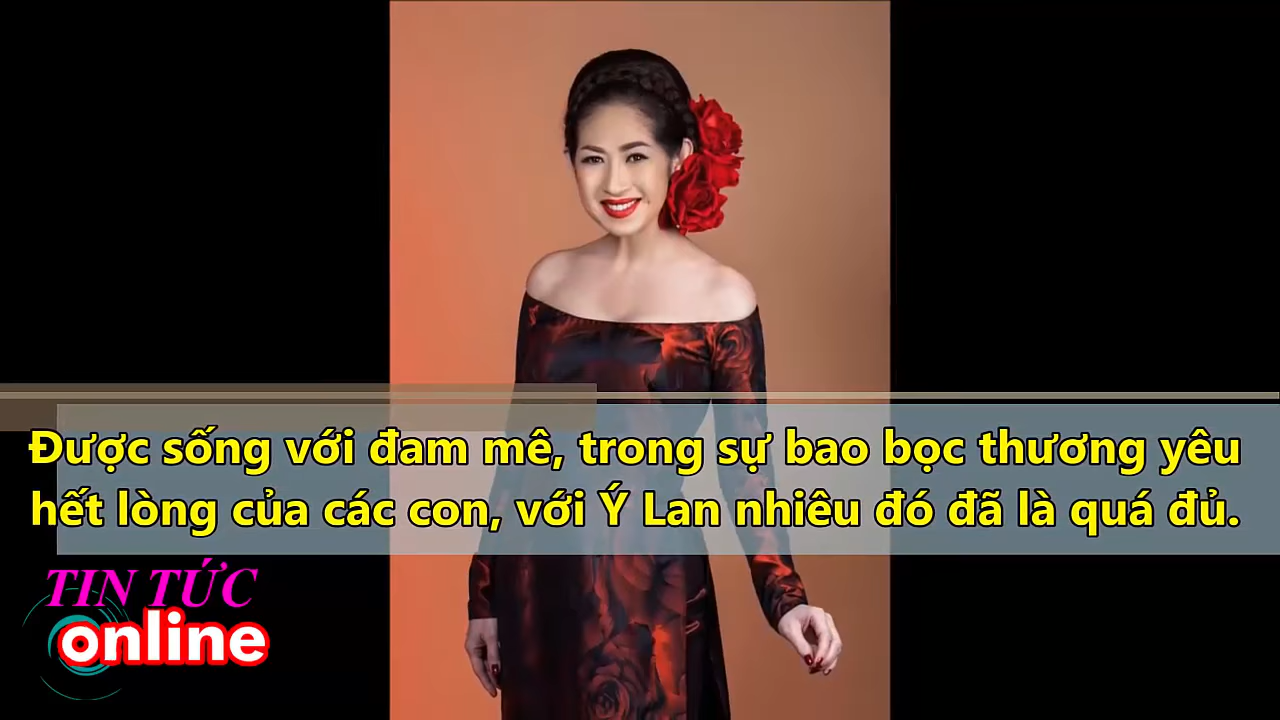 Được sống với đam mê, trong sự bao bọc thương yêu
hết lòng của các con, với Ý Lan nhiêu đó đã là quá đủ.
TIN TỨC
online